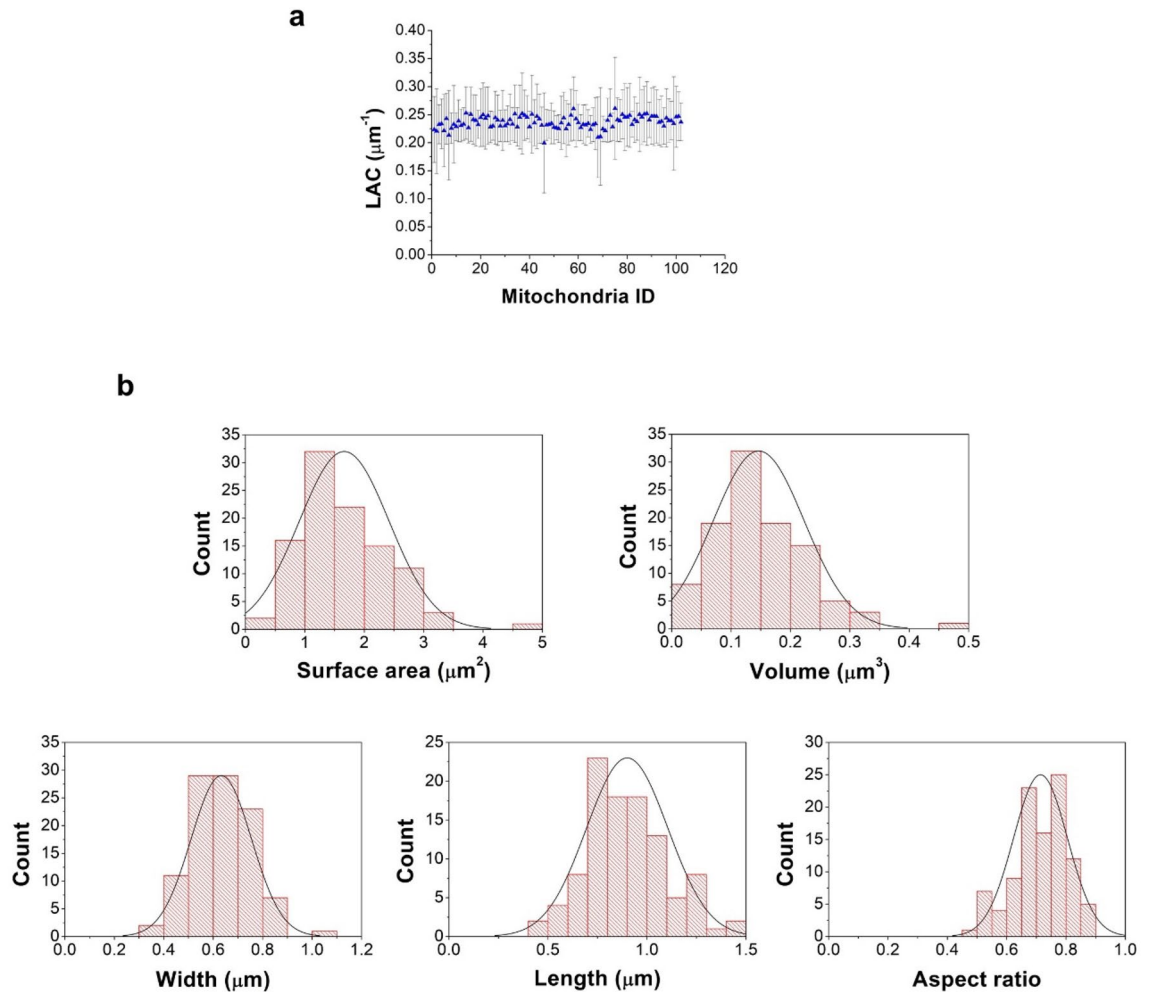 a
0.40
0.35
0.30
0.25
0.20
0.15
0.10
0.05
0.00
LAC (μm⁻¹)
0 20 40 60 80 100 120
Mitochondria ID
b
35
30
25
20
15
10
5
0
Count
0 1 2 3 4 5
Surface area (μm²)
35
30
25
20
15
10
5
0
Count
0.0 0.1 0.2 0.3 0.4 0.5
Volume (μm³)
35
30
25
20
15
10
5
0
Count
0.0 0.2 0.4 0.6 0.8 1.0 1.2
Width (μm)
25
20
15
10
5
0
Count
0.0 0.5 1.0 1.5
Length (μm)
30
25
20
15
10
5
0
Count
0.0 0.2 0.4 0.6 0.8 1.0
Aspect ratio